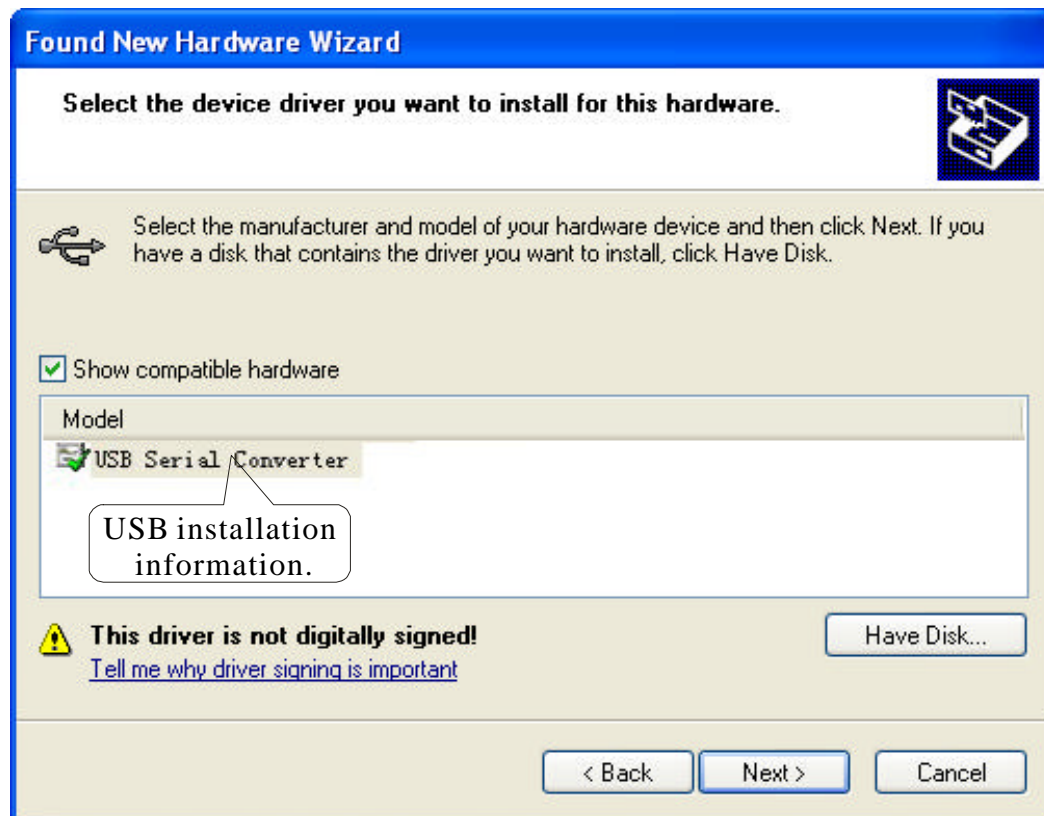 Found New Hardware Wizard
Select the device driver you want to install for this hardware.
Select the manufacturer and model of your hardware device and then click Next. If you
have a disk that contains the driver you want to install, click Have Disk.
Show compatible hardware
Model
USB Serial Converter
USB installation
information.
This driver is not digitally signed!
Tell me why driver signing is important
Have Disk...
< Back
Next >
Cancel